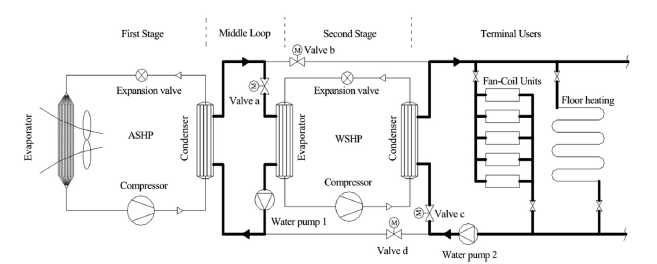 First Stage
Middle Loop
Second Stage
Terminal Users
M
Valve b
Expansion valve
M
Valve a
Expansion valve
Fan-Coil Units
Floor heating
Evaporator
ASHP
Condenser
Evaporator
WSHP
Condenser
Compressor
Compressor
Water pump 1
M
Valve c
M
Valve d
Water pump 2